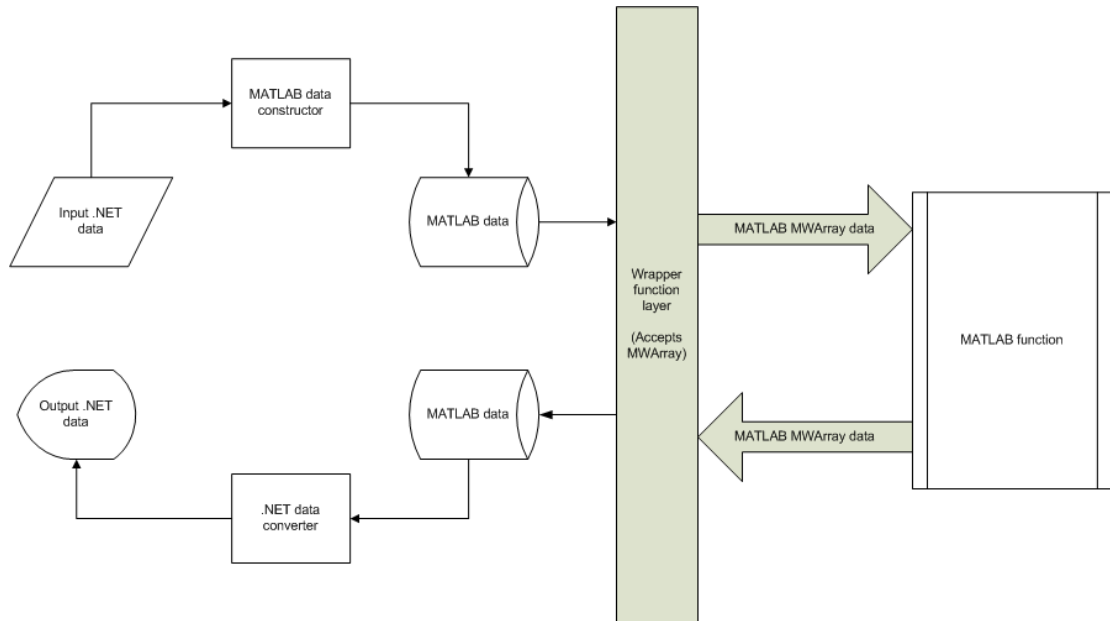 MATLAB data
constructor
Input .NET
data
MATLAB data
Wrapper
function
layer
(Accepts
MWArray)
MATLAB MWArray data
MATLAB function
MATLAB MWArray data
MATLAB data
Output .NET
data
.NET data
converter